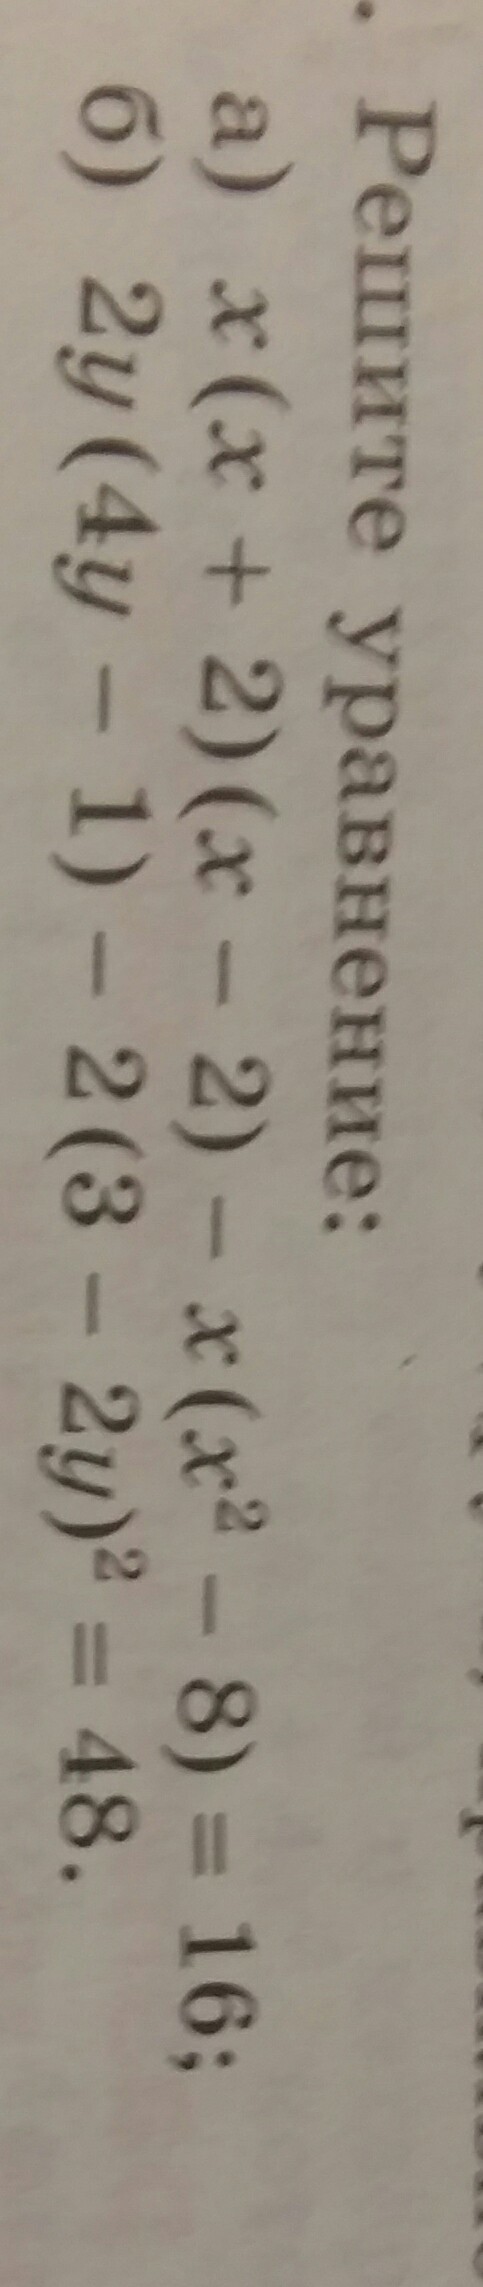 . Решите уравнение:
а) x(x + 2)(x − 2) − x(x² − 8) = 16;
б) 2y(4y − 1) − 2(3 − 2y)² = 48.